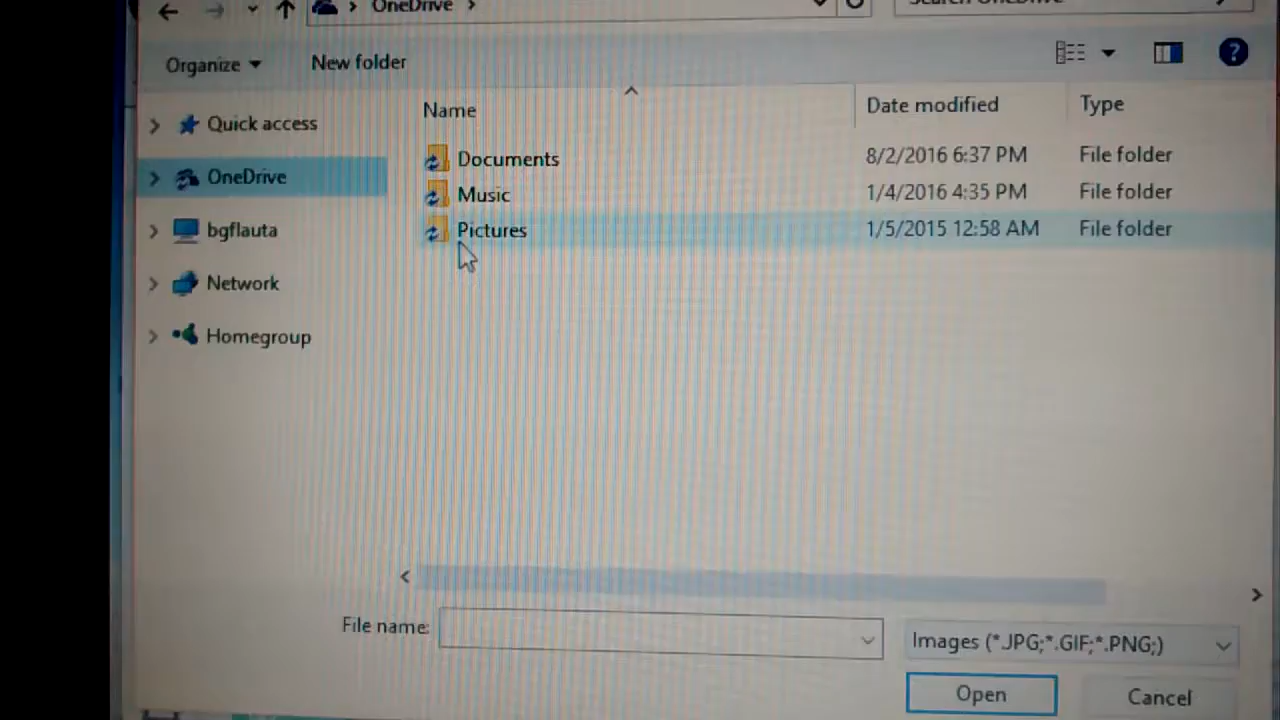 OneDrive
Search OneDrive
Organize
New folder
Name
Date modified
Type
Quick access
Documents
8/2/2016 6:37 PM
File folder
OneDrive
Music
1/4/2016 4:35 PM
File folder
bgflauta
Pictures
1/5/2015 12:58 AM
File folder
Network
Homegroup
File name:
Images (*.JPG;*.GIF;*.PNG;)
Open
Cancel